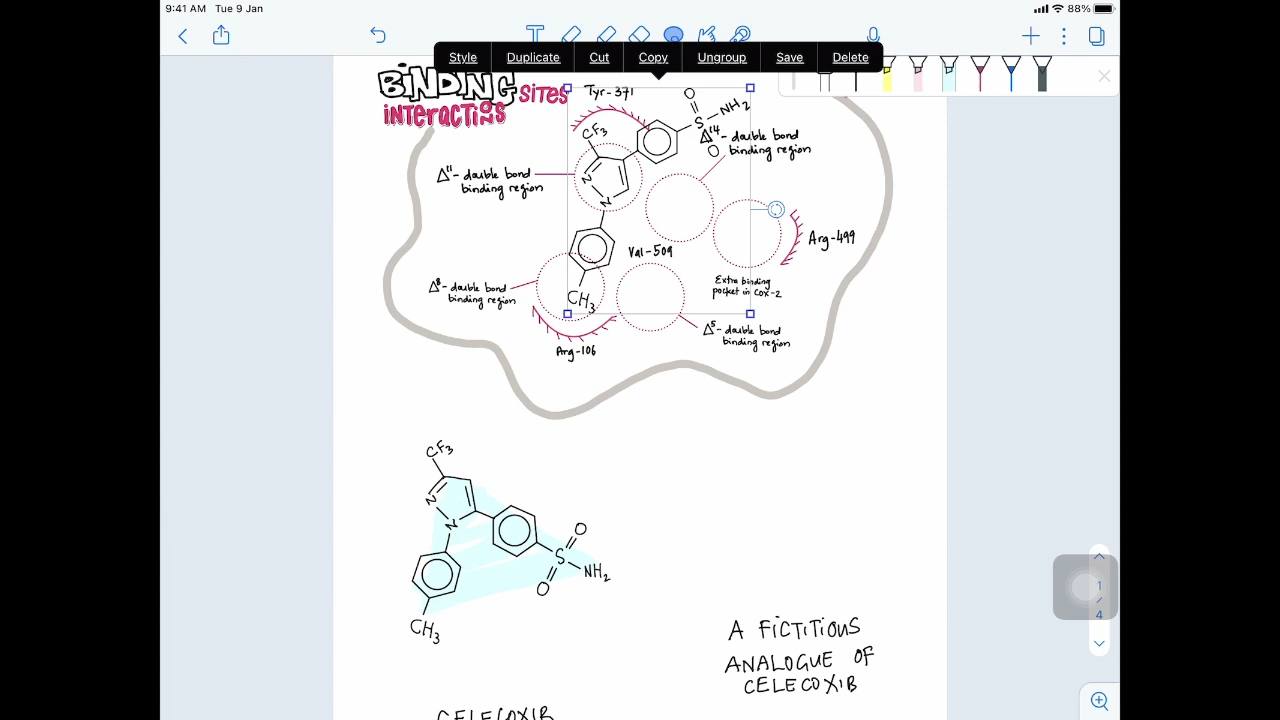 9:41 AM Tue 9 Jan
88%
Style Duplicate Cut Copy Ungroup Save Delete
BiNDiNG SITES
iNTERACTiNG
Tyr-371
O
NH2
S
O
CF3
Δ14- double bond
binding region
Δ11- double bond
binding region
N
N
Val-509
Arg-499
Extra binding
pocket in COX-2
Δ8- double bond
binding region
CH3
Δ5- double bond
binding region
Arg-106
CF3
N
N
O
S
NH2
O
CH3
1
/
4
A FiCTiTiOUS
ANALOGUE OF
CELECOXIB
CELECOXIB